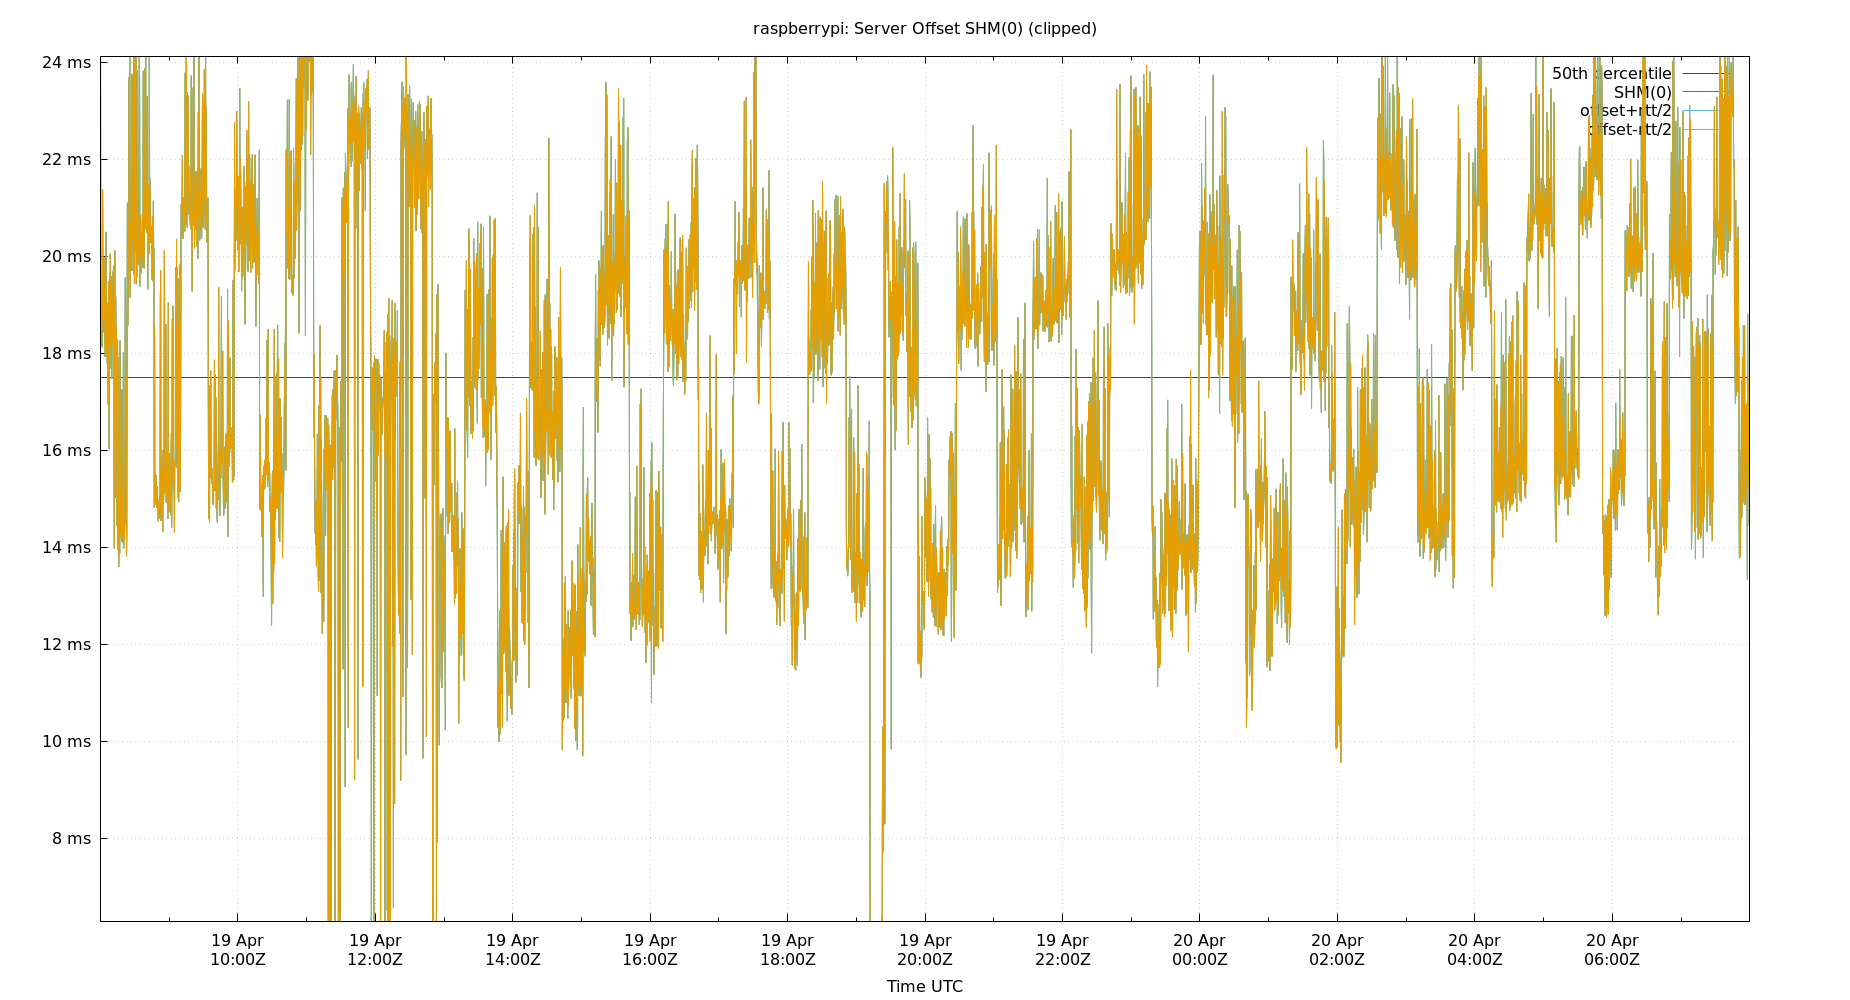 raspberrypi: Server Offset SHM(0) (clipped)
24 ms
22 ms
20 ms
18 ms
16 ms
14 ms
12 ms
10 ms
8 ms
50th percentile
SHM(0)
offset+rtt/2
offset-rtt/2
19 Apr 10:00Z
19 Apr 12:00Z
19 Apr 14:00Z
19 Apr 16:00Z
19 Apr 18:00Z
19 Apr 20:00Z
19 Apr 22:00Z
20 Apr 00:00Z
20 Apr 02:00Z
20 Apr 04:00Z
20 Apr 06:00Z
Time UTC